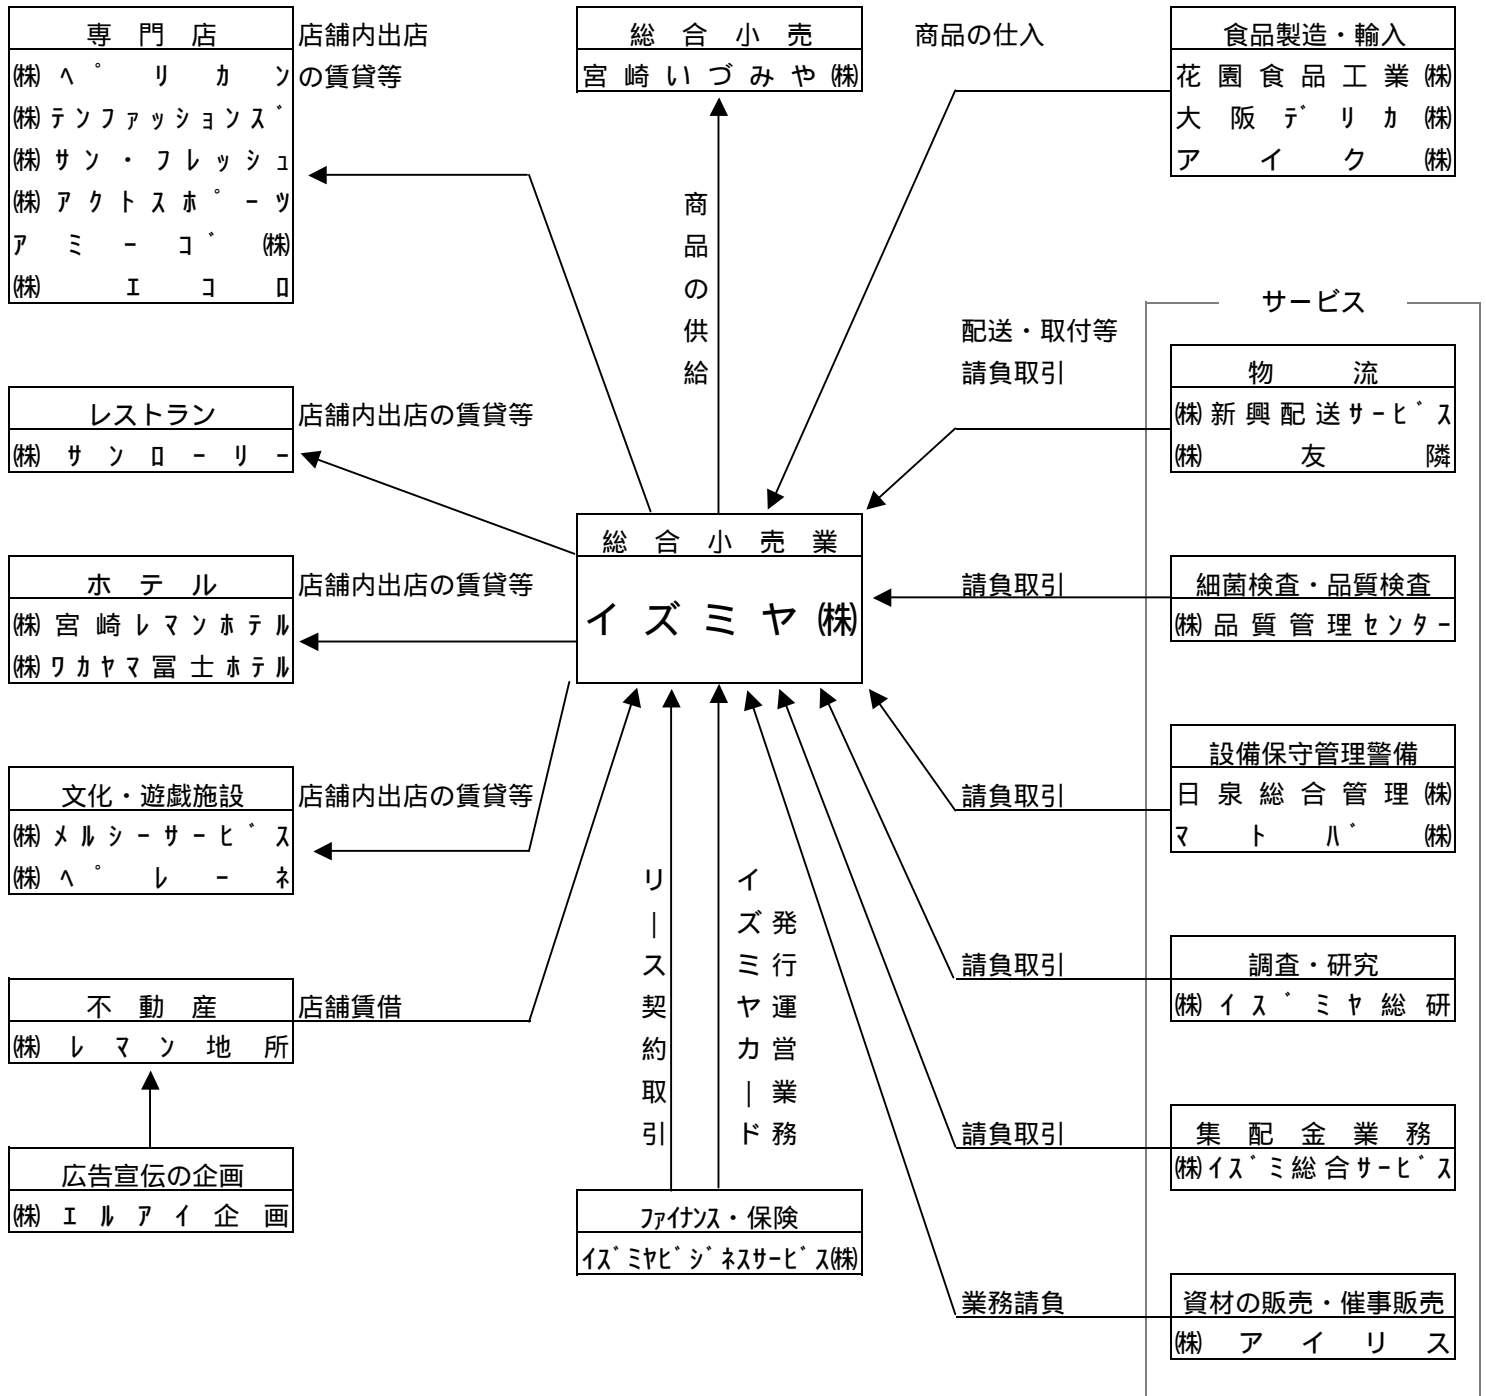 専門店
㈱ペリカン
㈱テンファッションズ
㈱サン・フレッシュ
㈱アクトスポーツ
アミーゴ㈱
㈱エコロ
店舗内出店
の賃貸等
総合小売
宮崎いづみや㈱
商品の供給
商品の仕入
食品製造・輸入
花園食品工業㈱
大阪デリカ㈱
アイク㈱
サービス
配送・取付等
請負取引
物流
㈱新興配送サービス
㈱友隣
レストラン
㈱サンローリー
店舗内出店の賃貸等
総合小売業
イズミヤ㈱
ホテル
㈱宮崎レマンホテル
㈱ワカヤマ冨士ホテル
店舗内出店の賃貸等
請負取引
細菌検査・品質検査
㈱品質管理センター
文化・遊戯施設
㈱メルシーサービス
㈱ペレーネ
店舗内出店の賃貸等
請負取引
設備保守管理警備
日泉総合管理㈱
マトバ㈱
リース契約取引
イズミヤカード
発行運営業務
請負取引
調査・研究
㈱イズミヤ総研
不動産
㈱レマン地所
店舗賃借
請負取引
集配金業務
㈱イズミ総合サービス
広告宣伝の企画
㈱エルアイ企画
ファイナンス・保険
イズミヤビジネスサービス㈱
業務請負
資材の販売・催事販売
㈱アイリス